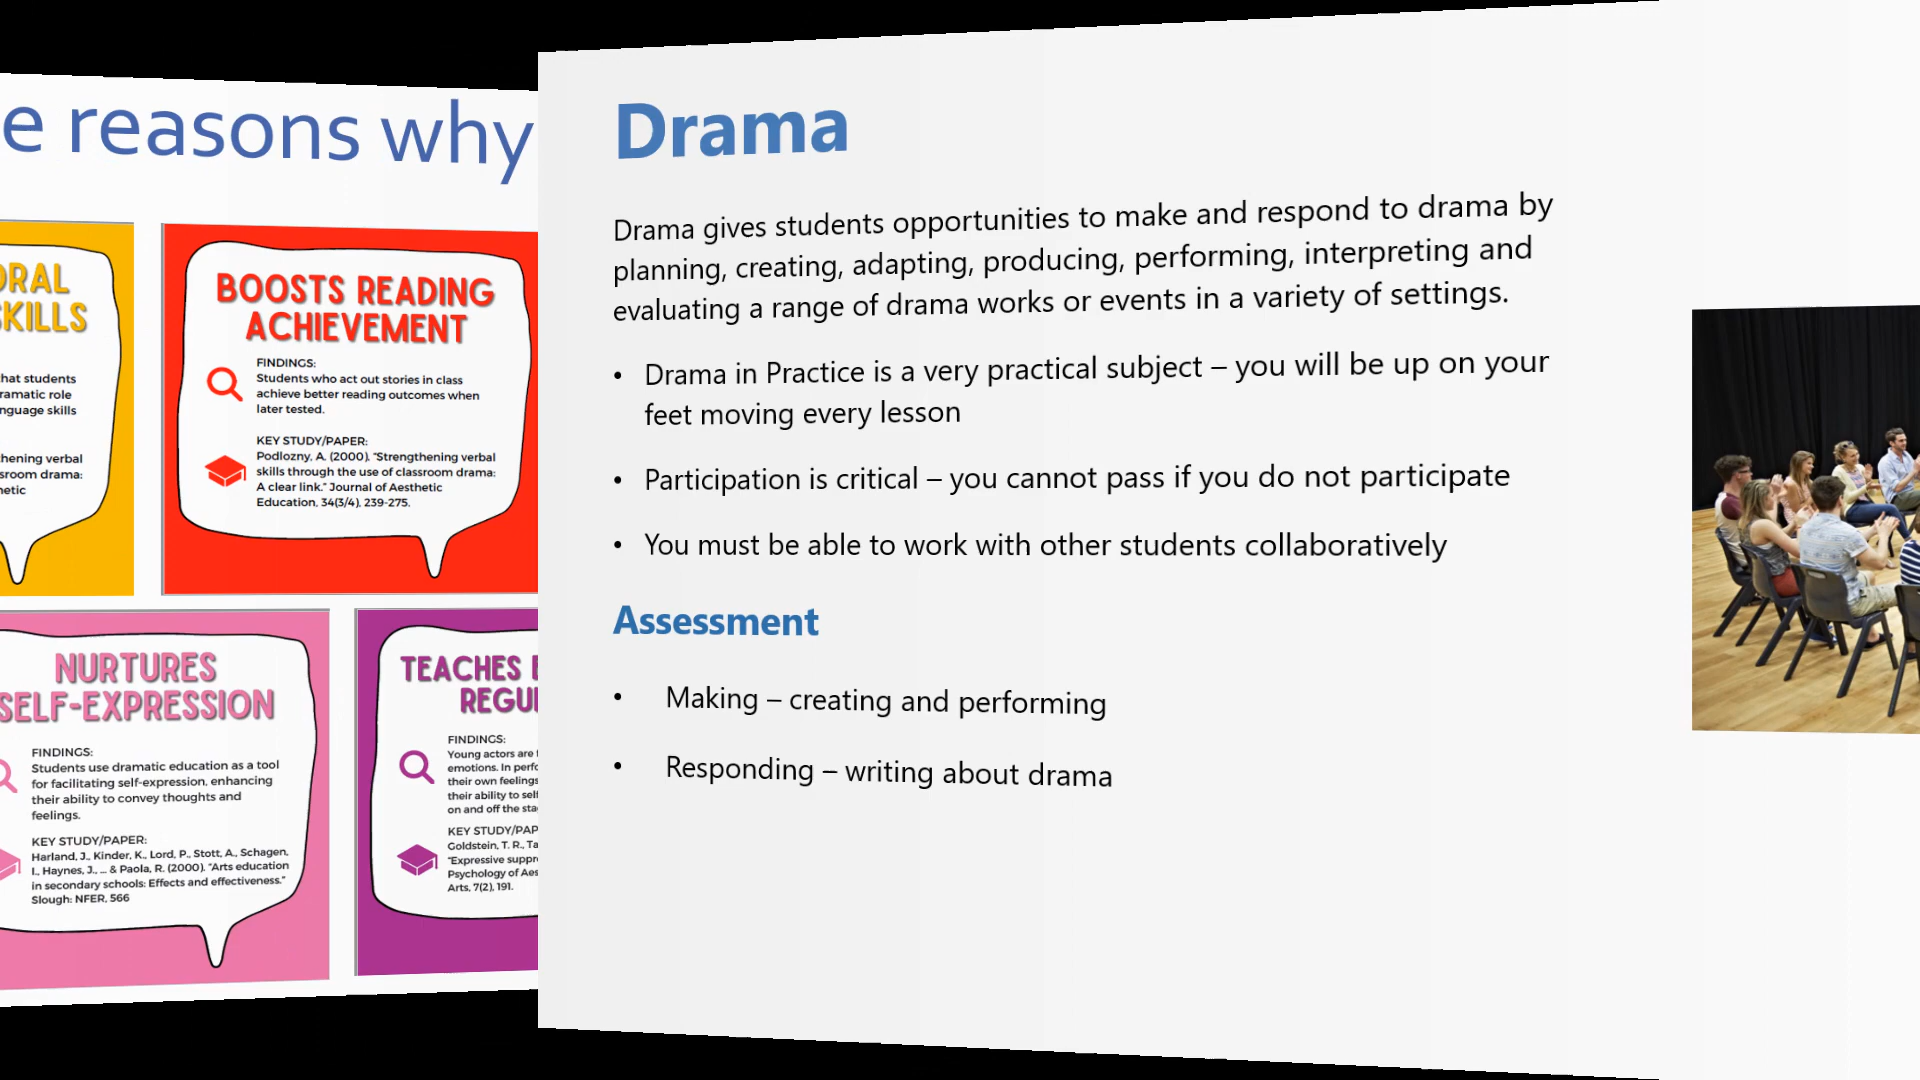 e reasons why
ORAL
SKILLS
hat students
ramatic role
nguage skills
hening verbal
sroom drama:
hetic
BOOSTS READING
ACHIEVEMENT
FINDINGS:
Students who act out stories in class
achieve better reading outcomes when
later tested.
KEY STUDY/PAPER:
Podlozny, A. (2000). "Strengthening verbal
skills through the use of classroom drama:
A clear link." Journal of Aesthetic
Education, 34(3/4), 239-275.
NURTURES
SELF-EXPRESSION
FINDINGS:
Students use dramatic education as a tool
for facilitating self-expression, enhancing
their ability to convey thoughts and
feelings.
KEY STUDY/PAPER:
Harland, J., Kinder, K., Lord, P., Stott, A., Schagen,
I., Haynes, J., ... & Paola, R. (2000). "Arts education
in secondary schools: Effects and effectiveness."
Slough: NFER, 566
TEACHES E
REGU
FINDINGS:
Young actors are
emotions. In perfo
their own feelings
their ability to self
on and off the sta
KEY STUDY/PAP
Goldstein, T. R., Ta
"Expressive suppr
Psychology of Aes
Arts, 7(2), 191.
Drama
Drama gives students opportunities to make and respond to drama by
planning, creating, adapting, producing, performing, interpreting and
evaluating a range of drama works or events in a variety of settings.
• Drama in Practice is a very practical subject – you will be up on your
feet moving every lesson
• Participation is critical – you cannot pass if you do not participate
• You must be able to work with other students collaboratively
Assessment
• Making – creating and performing
• Responding – writing about drama